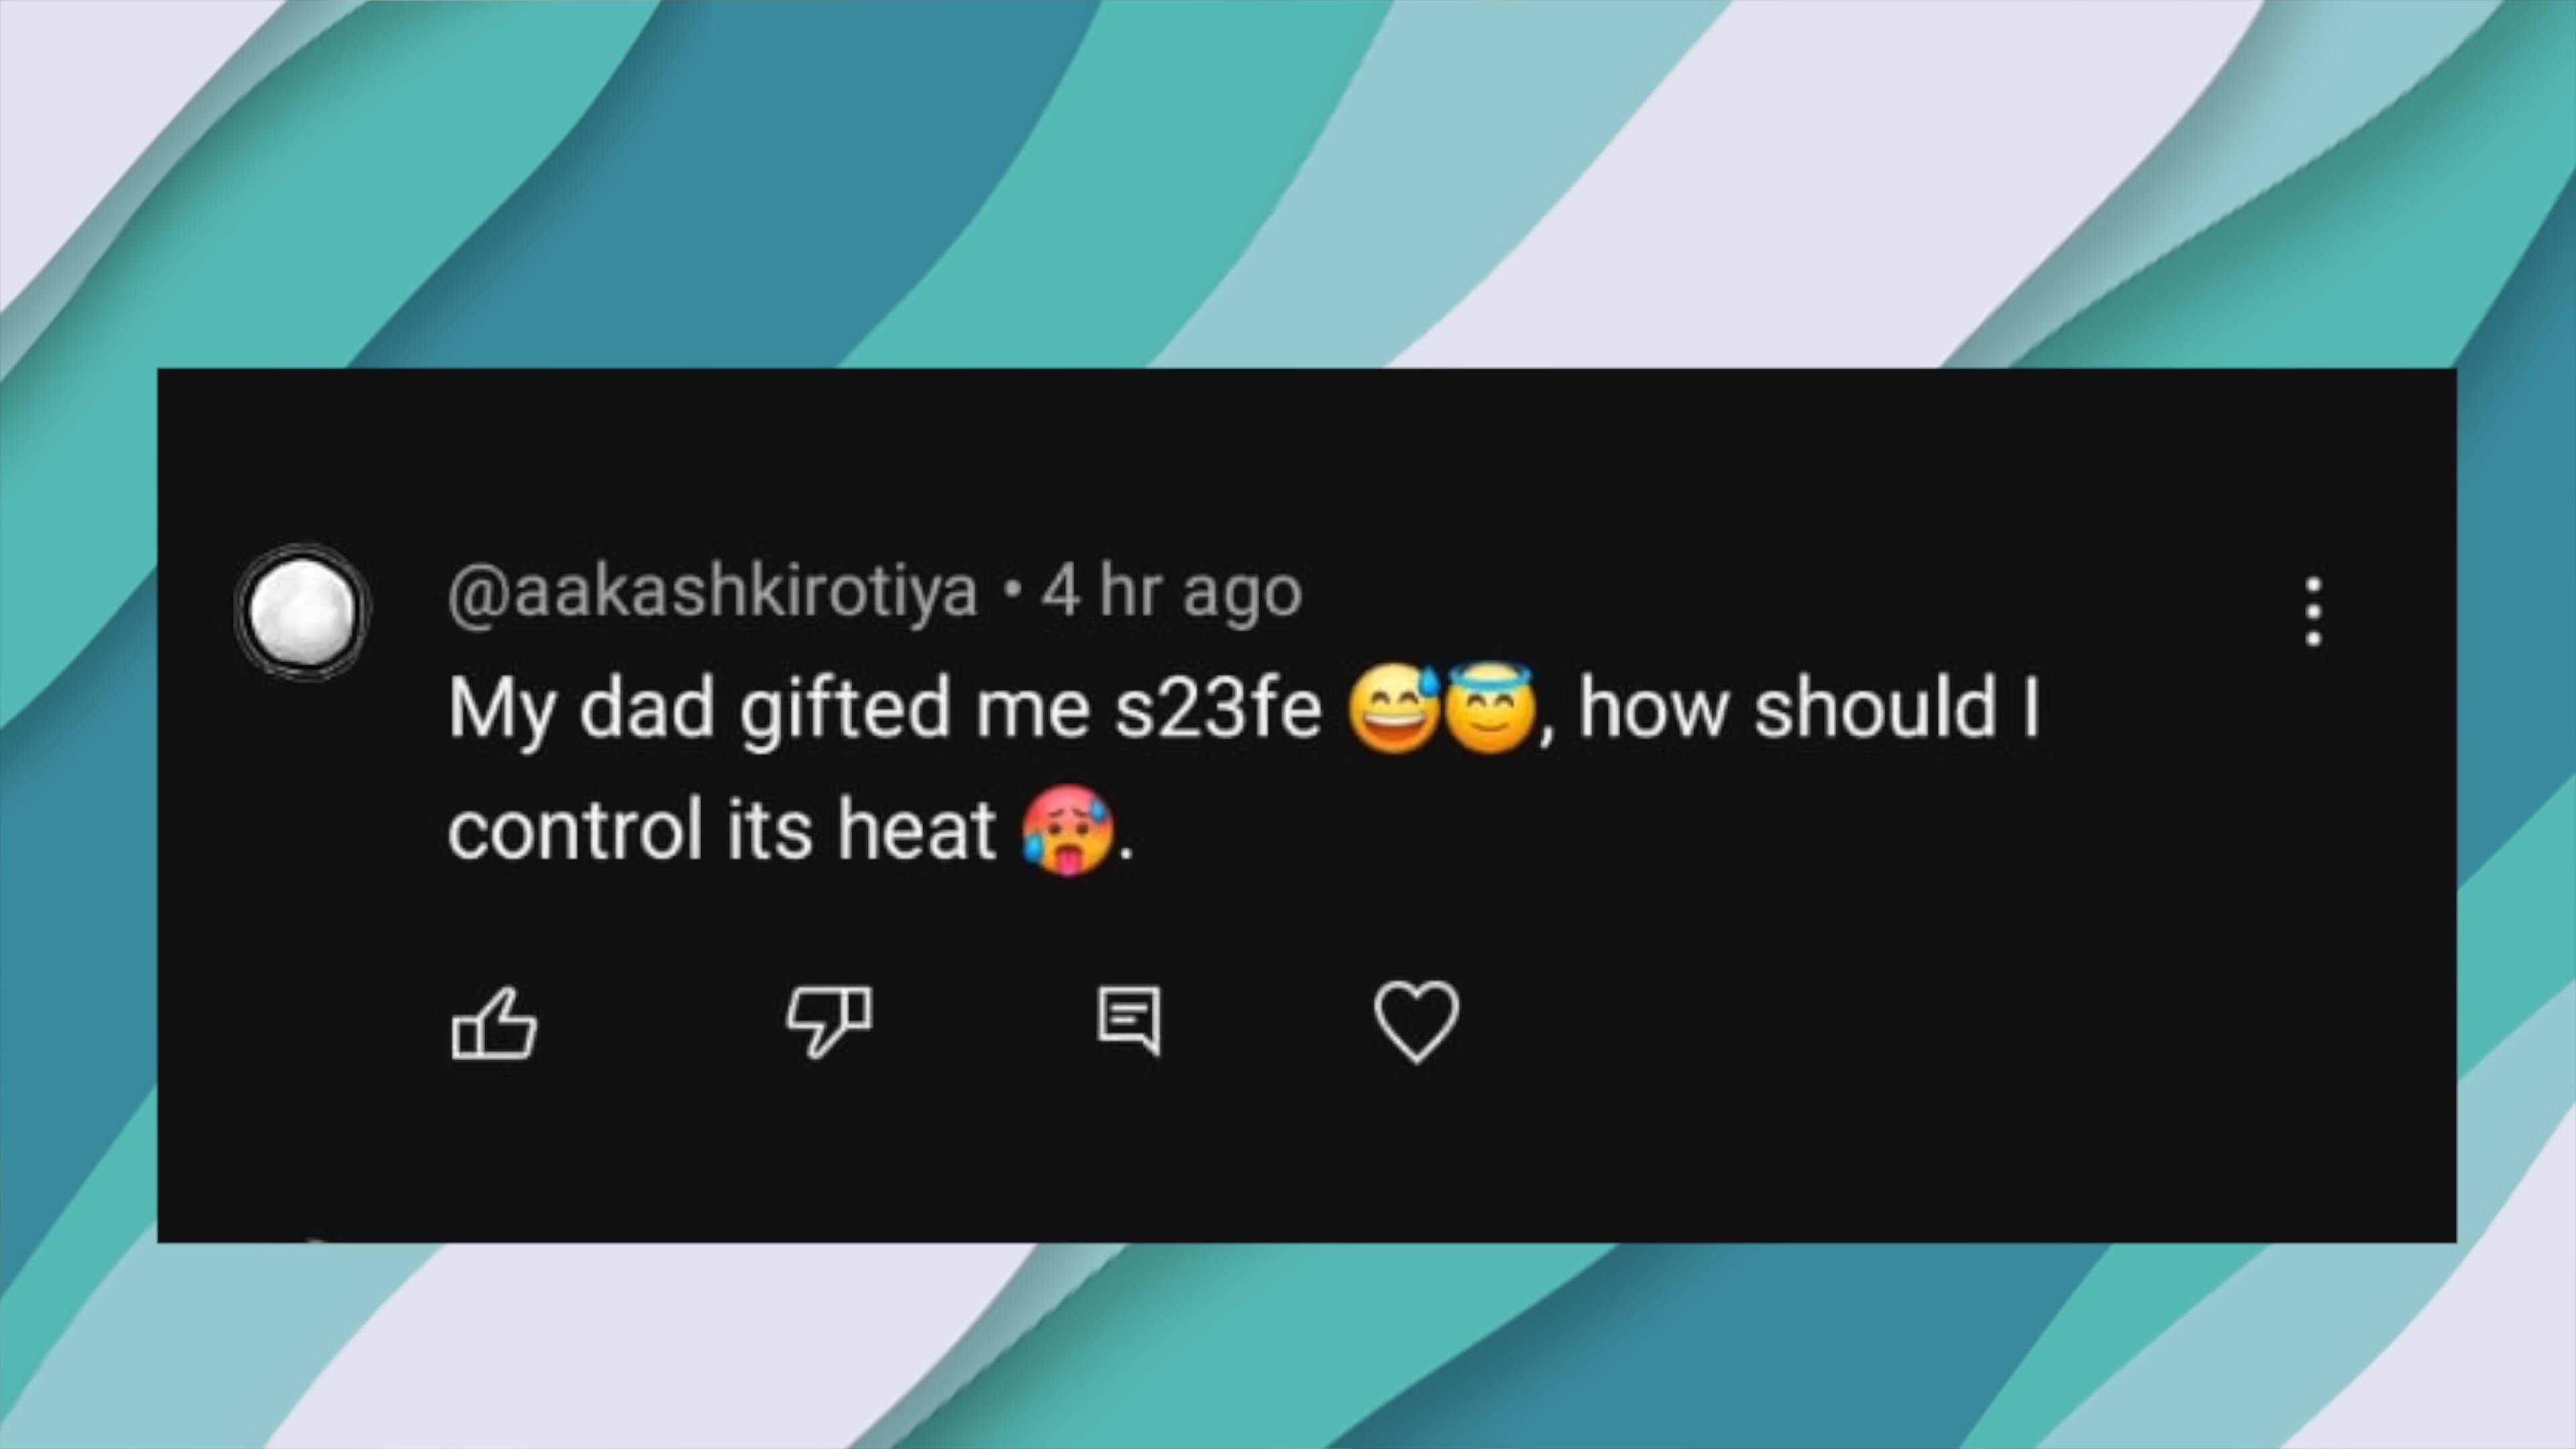 @aakashkirotiya • 4 hr ago
My dad gifted me s23fe 😅😇, how should I
control its heat 🥵.